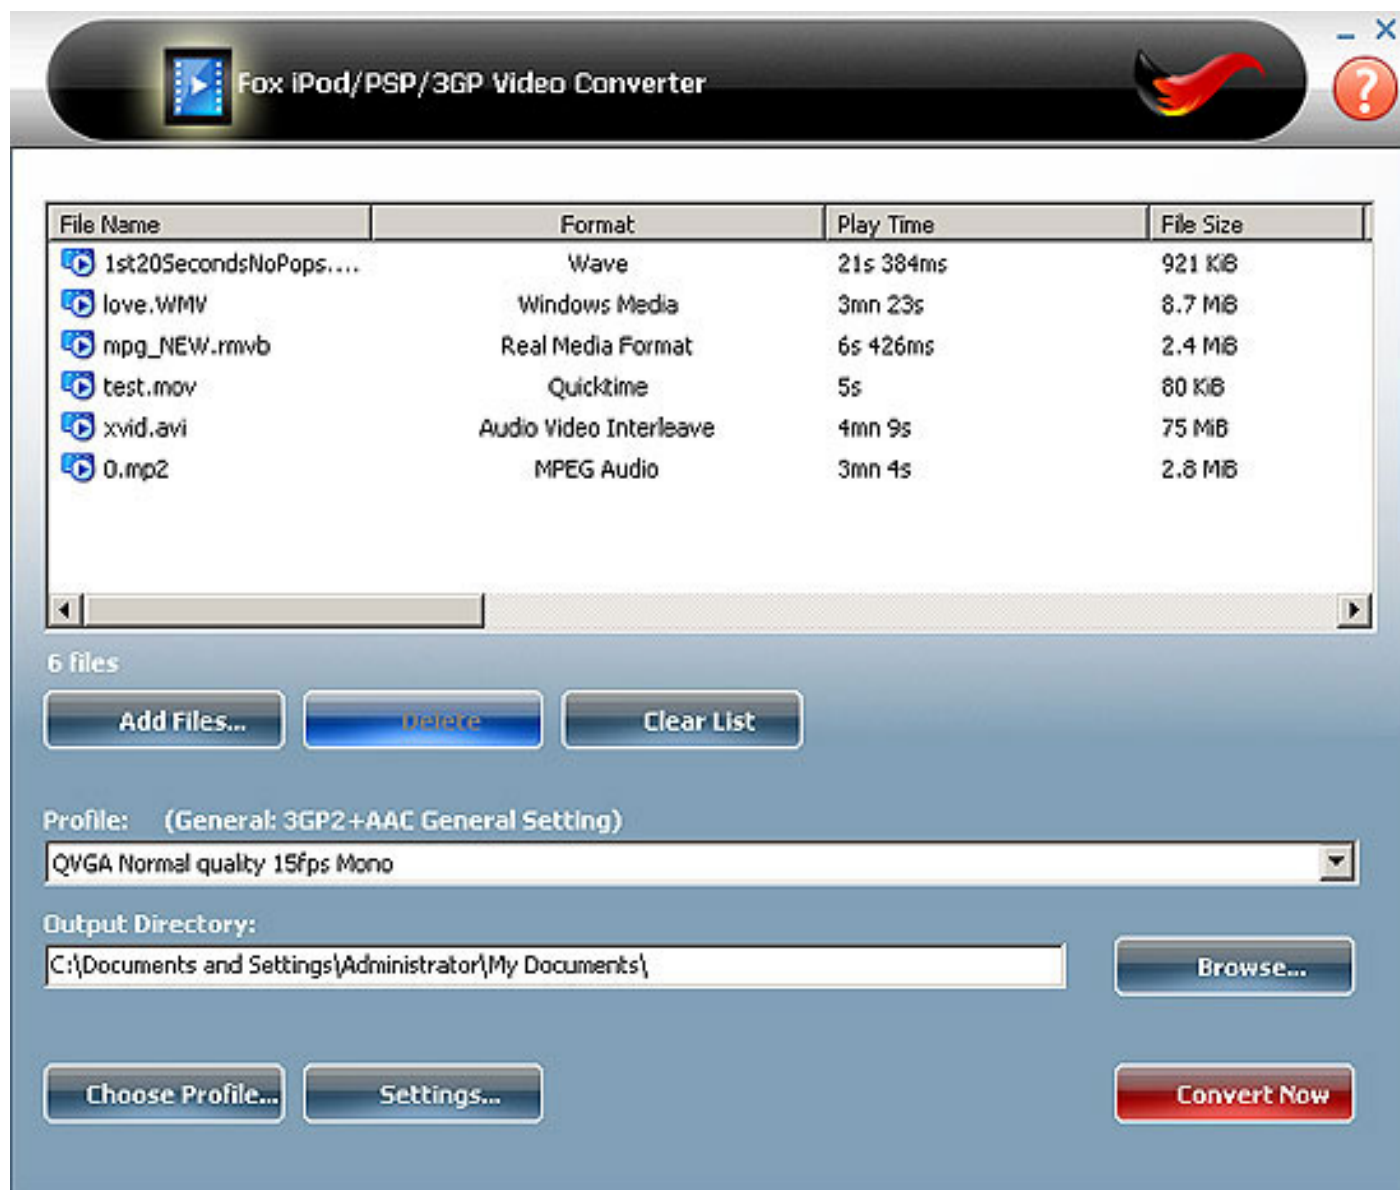 Fox iPod/PSP/3GP Video Converter
File Name Format Play Time File Size
1st20SecondsNoPops.... Wave 21s 384ms 921 KiB
love.WMV Windows Media 3mn 23s 8.7 MiB
mpg_NEW.rmvb Real Media Format 6s 426ms 2.4 MiB
test.mov Quicktime 5s 80 KiB
xvid.avi Audio Video Interleave 4mn 9s 75 MiB
0.mp2 MPEG Audio 3mn 4s 2.8 MiB
6 files
Add Files... Delete Clear List
Profile: (General: 3GP2+AAC General Setting)
QVGA Normal quality 15fps Mono
Output Directory:
C:\Documents and Settings\Administrator\My Documents\
Browse...
Choose Profile... Settings... Convert Now